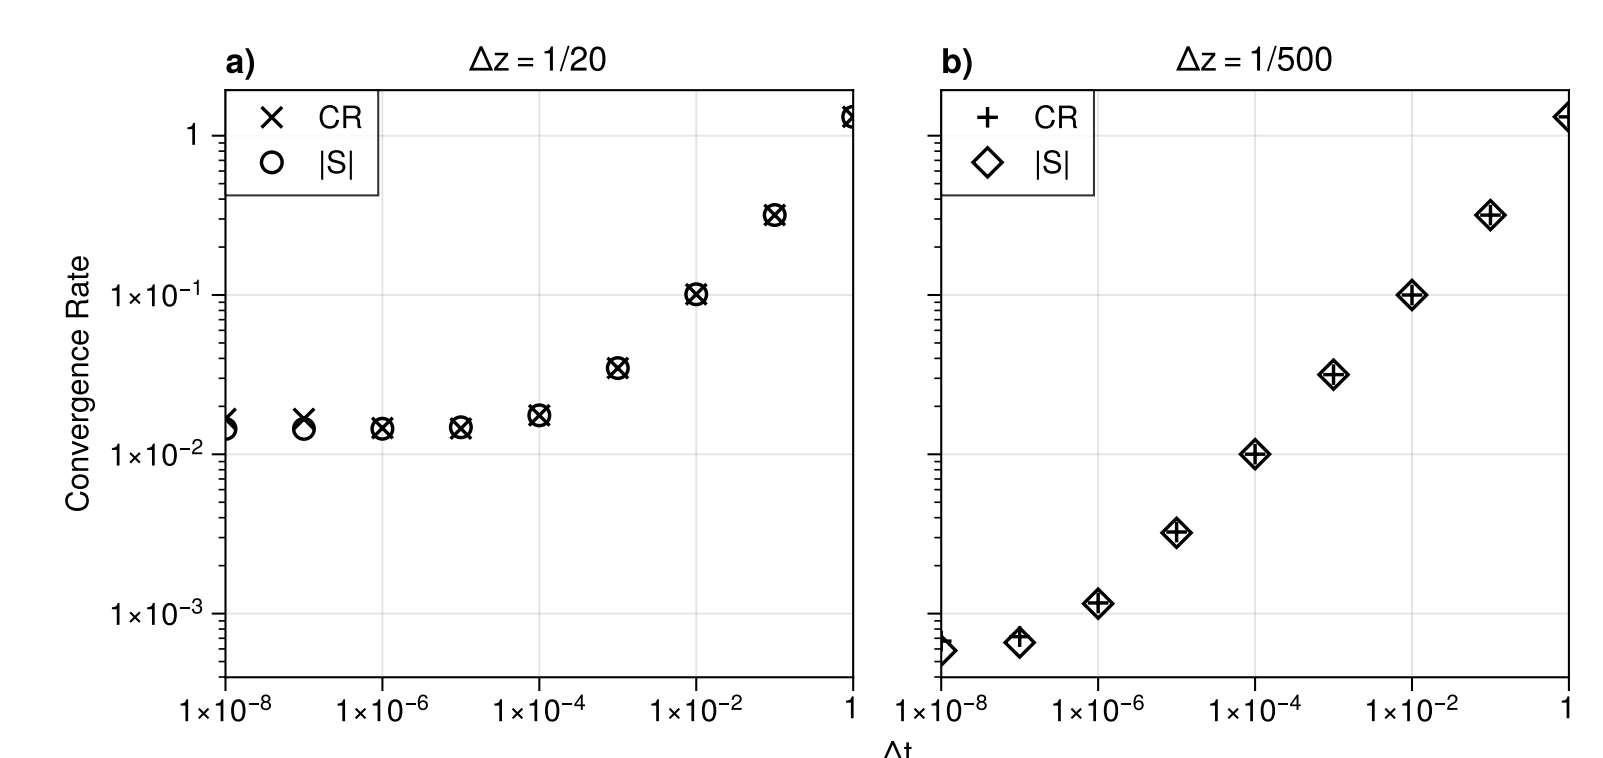 a) Δz = 1/20
CR
|S|
1
1×10⁻¹
1×10⁻²
1×10⁻³
Convergence Rate
1×10⁻⁸ 1×10⁻⁶ 1×10⁻⁴ 1×10⁻² 1
b) Δz = 1/500
CR
|S|
1×10⁻⁸ 1×10⁻⁶ 1×10⁻⁴ 1×10⁻² 1
Δt